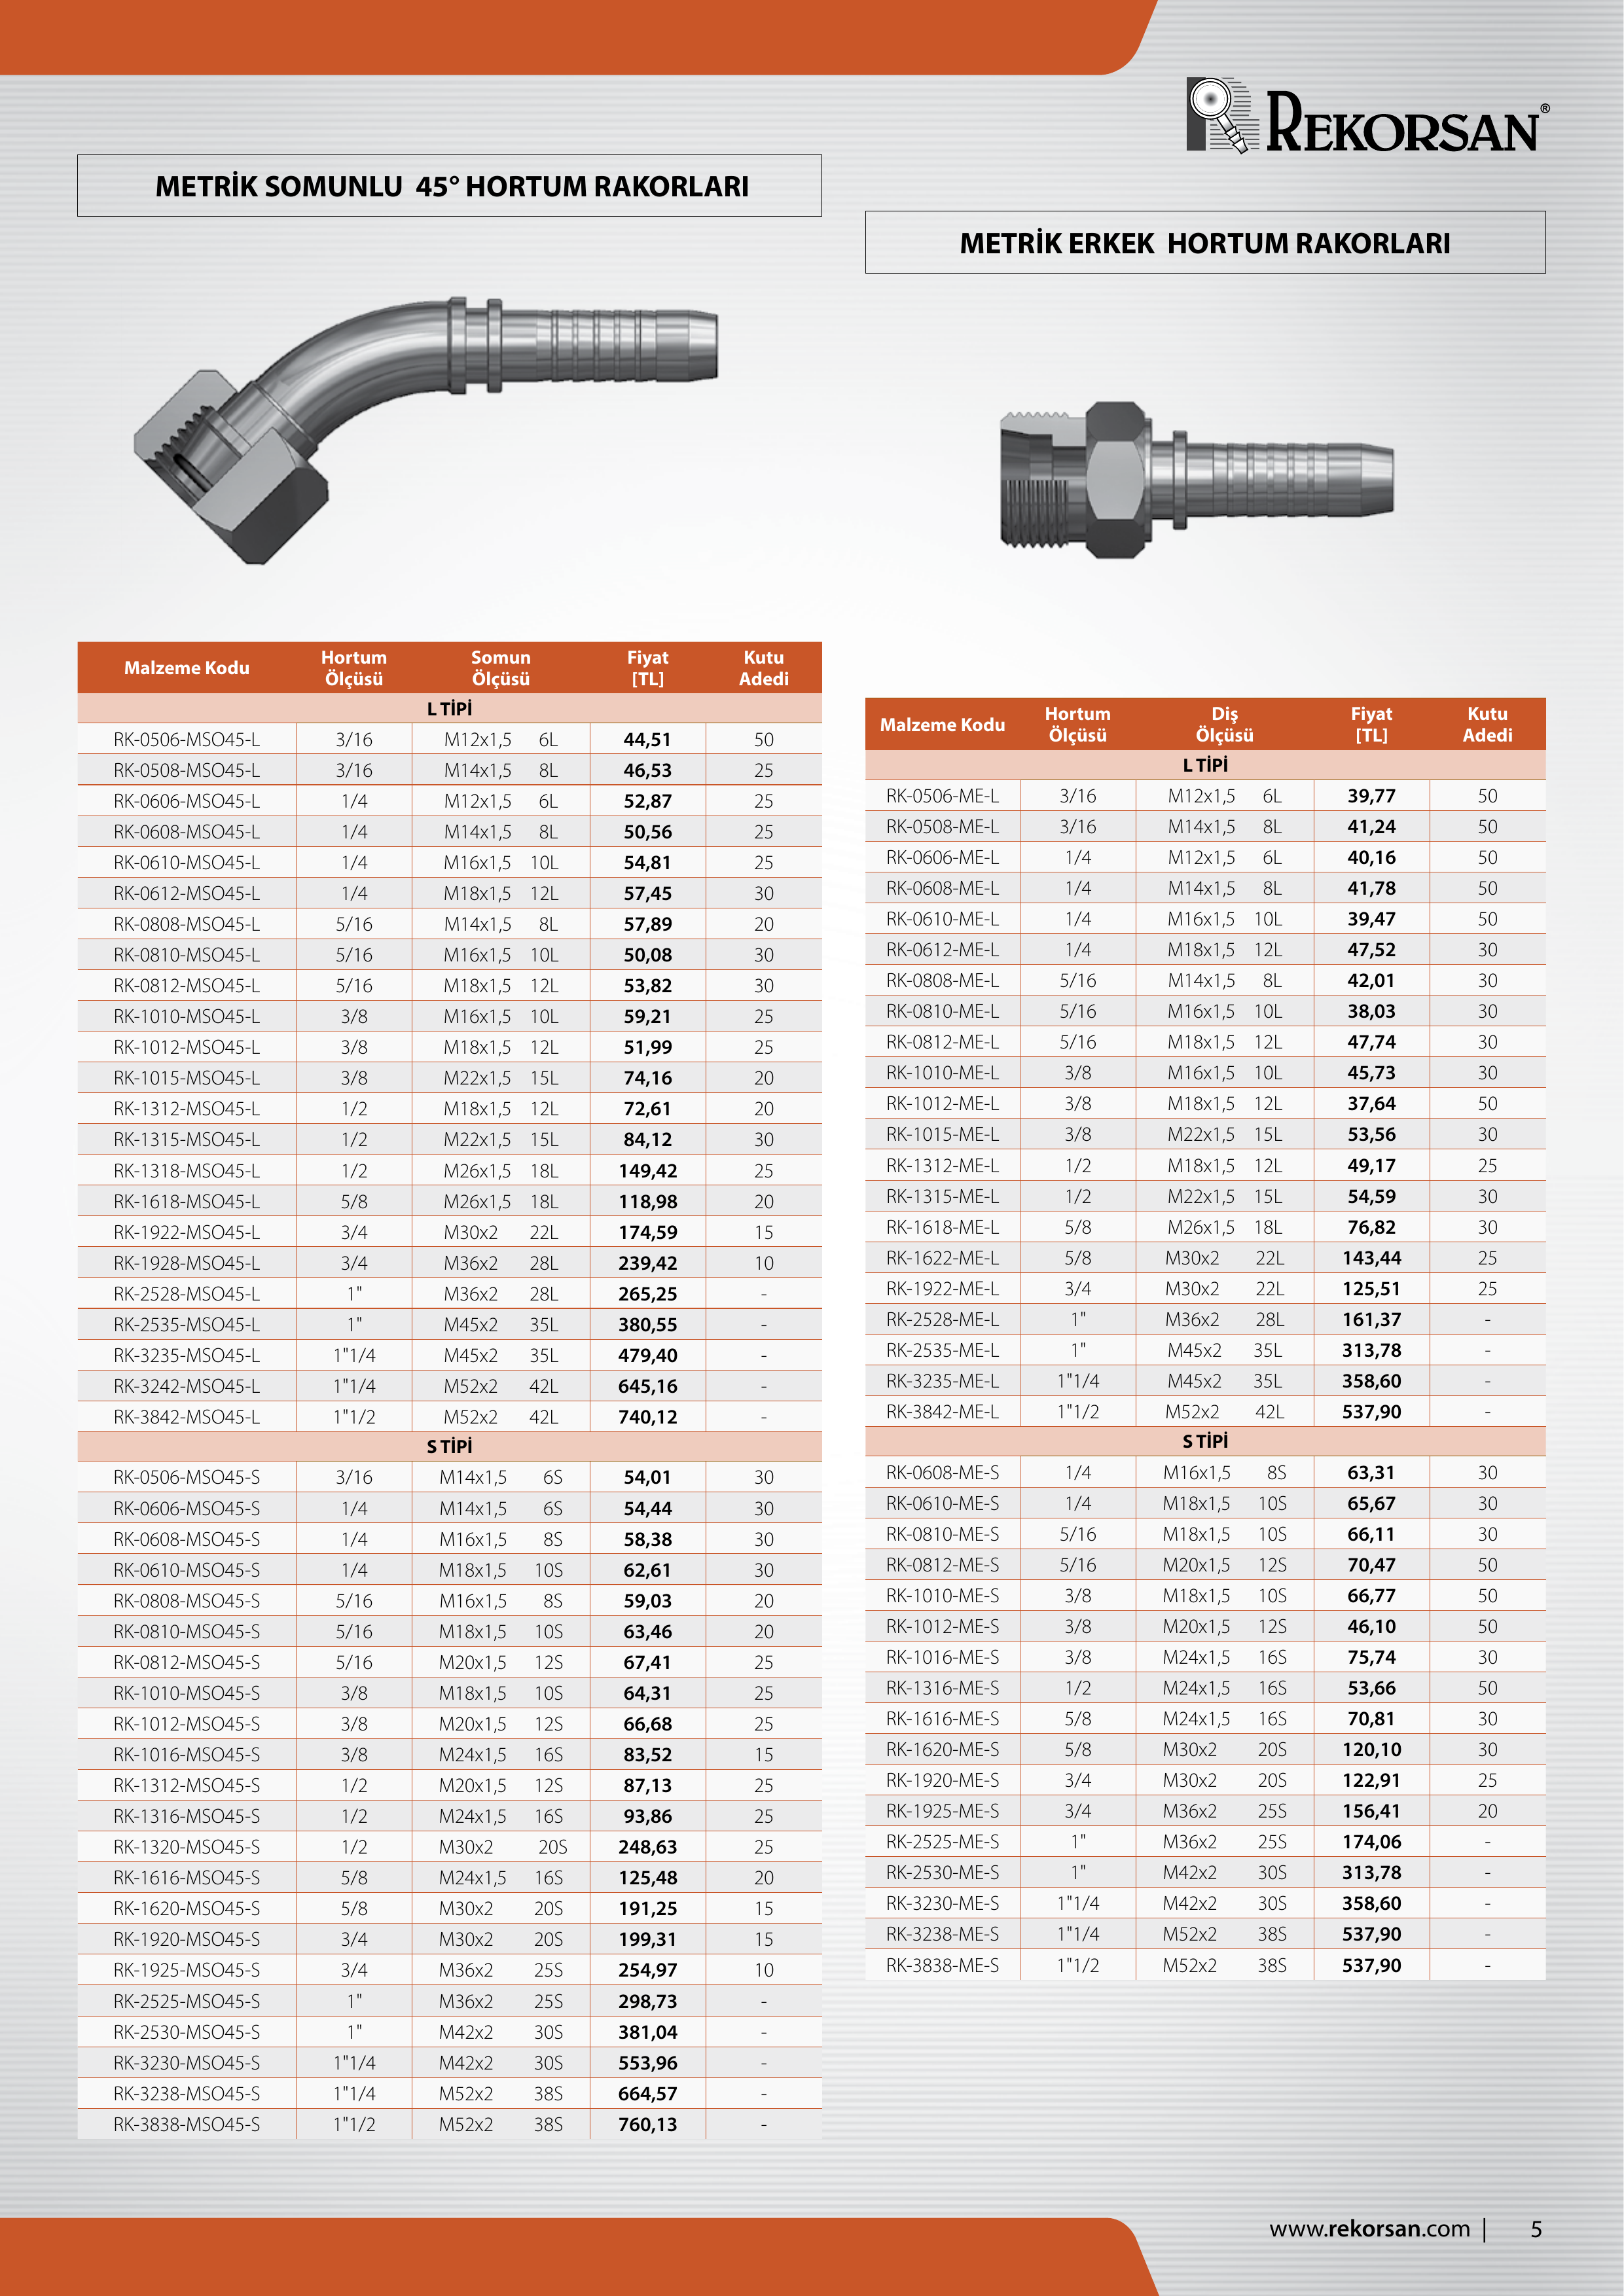 REKORSAN®
METRİK SOMUNLU 45° HORTUM RAKORLARI
Malzeme Kodu Hortum Ölçüsü Somun Ölçüsü Fiyat [TL] Kutu Adedi
L TİPİ
RK-0506-MSO45-L 3/16 M12x1,5 6L 44,51 50
RK-0508-MSO45-L 3/16 M14x1,5 8L 46,53 25
RK-0606-MSO45-L 1/4 M12x1,5 6L 52,87 25
RK-0608-MSO45-L 1/4 M14x1,5 8L 50,56 25
RK-0610-MSO45-L 1/4 M16x1,5 10L 54,81 25
RK-0612-MSO45-L 1/4 M18x1,5 12L 57,45 30
RK-0808-MSO45-L 5/16 M14x1,5 8L 57,89 20
RK-0810-MSO45-L 5/16 M16x1,5 10L 50,08 30
RK-0812-MSO45-L 5/16 M18x1,5 12L 53,82 30
RK-1010-MSO45-L 3/8 M16x1,5 10L 59,21 25
RK-1012-MSO45-L 3/8 M18x1,5 12L 51,99 25
RK-1015-MSO45-L 3/8 M22x1,5 15L 74,16 20
RK-1312-MSO45-L 1/2 M18x1,5 12L 72,61 20
RK-1315-MSO45-L 1/2 M22x1,5 15L 84,12 30
RK-1318-MSO45-L 1/2 M26x1,5 18L 149,42 25
RK-1618-MSO45-L 5/8 M26x1,5 18L 118,98 20
RK-1922-MSO45-L 3/4 M30x2 22L 174,59 15
RK-1928-MSO45-L 3/4 M36x2 28L 239,42 10
RK-2528-MSO45-L 1" M36x2 28L 265,25 -
RK-2535-MSO45-L 1" M45x2 35L 380,55 -
RK-3235-MSO45-L 1"1/4 M45x2 35L 479,40 -
RK-3242-MSO45-L 1"1/4 M52x2 42L 645,16 -
RK-3842-MSO45-L 1"1/2 M52x2 42L 740,12 -
S TİPİ
RK-0506-MSO45-S 3/16 M14x1,5 6S 54,01 30
RK-0606-MSO45-S 1/4 M14x1,5 6S 54,44 30
RK-0608-MSO45-S 1/4 M16x1,5 8S 58,38 30
RK-0610-MSO45-S 1/4 M18x1,5 10S 62,61 30
RK-0808-MSO45-S 5/16 M16x1,5 8S 59,03 20
RK-0810-MSO45-S 5/16 M18x1,5 10S 63,46 20
RK-0812-MSO45-S 5/16 M20x1,5 12S 67,41 25
RK-1010-MSO45-S 3/8 M18x1,5 10S 64,31 25
RK-1012-MSO45-S 3/8 M20x1,5 12S 66,68 25
RK-1016-MSO45-S 3/8 M24x1,5 16S 83,52 15
RK-1312-MSO45-S 1/2 M20x1,5 12S 87,13 25
RK-1316-MSO45-S 1/2 M24x1,5 16S 93,86 25
RK-1320-MSO45-S 1/2 M30x2 20S 248,63 25
RK-1616-MSO45-S 5/8 M24x1,5 16S 125,48 20
RK-1620-MSO45-S 5/8 M30x2 20S 191,25 15
RK-1920-MSO45-S 3/4 M30x2 20S 199,31 15
RK-1925-MSO45-S 3/4 M36x2 25S 254,97 10
RK-2525-MSO45-S 1" M36x2 25S 298,73 -
RK-2530-MSO45-S 1" M42x2 30S 381,04 -
RK-3230-MSO45-S 1"1/4 M42x2 30S 553,96 -
RK-3238-MSO45-S 1"1/4 M52x2 38S 664,57 -
RK-3838-MSO45-S 1"1/2 M52x2 38S 760,13 -
METRİK ERKEK HORTUM RAKORLARI
Malzeme Kodu Hortum Ölçüsü Diş Ölçüsü Fiyat [TL] Kutu Adedi
L TİPİ
RK-0506-ME-L 3/16 M12x1,5 6L 39,77 50
RK-0508-ME-L 3/16 M14x1,5 8L 41,24 50
RK-0606-ME-L 1/4 M12x1,5 6L 40,16 50
RK-0608-ME-L 1/4 M14x1,5 8L 41,78 50
RK-0610-ME-L 1/4 M16x1,5 10L 39,47 50
RK-0612-ME-L 1/4 M18x1,5 12L 47,52 30
RK-0808-ME-L 5/16 M14x1,5 8L 42,01 30
RK-0810-ME-L 5/16 M16x1,5 10L 38,03 30
RK-0812-ME-L 5/16 M18x1,5 12L 47,74 30
RK-1010-ME-L 3/8 M16x1,5 10L 45,73 30
RK-1012-ME-L 3/8 M18x1,5 12L 37,64 50
RK-1015-ME-L 3/8 M22x1,5 15L 53,56 30
RK-1312-ME-L 1/2 M18x1,5 12L 49,17 25
RK-1315-ME-L 1/2 M22x1,5 15L 54,59 30
RK-1618-ME-L 5/8 M26x1,5 18L 76,82 30
RK-1622-ME-L 5/8 M30x2 22L 143,44 25
RK-1922-ME-L 3/4 M30x2 22L 125,51 25
RK-2528-ME-L 1" M36x2 28L 161,37 -
RK-2535-ME-L 1" M45x2 35L 313,78 -
RK-3235-ME-L 1"1/4 M45x2 35L 358,60 -
RK-3842-ME-L 1"1/2 M52x2 42L 537,90 -
S TİPİ
RK-0608-ME-S 1/4 M16x1,5 8S 63,31 30
RK-0610-ME-S 1/4 M18x1,5 10S 65,67 30
RK-0810-ME-S 5/16 M18x1,5 10S 66,11 30
RK-0812-ME-S 5/16 M20x1,5 12S 70,47 50
RK-1010-ME-S 3/8 M18x1,5 10S 66,77 50
RK-1012-ME-S 3/8 M20x1,5 12S 46,10 50
RK-1016-ME-S 3/8 M24x1,5 16S 75,74 30
RK-1316-ME-S 1/2 M24x1,5 16S 53,66 50
RK-1616-ME-S 5/8 M24x1,5 16S 70,81 30
RK-1620-ME-S 5/8 M30x2 20S 120,10 30
RK-1920-ME-S 3/4 M30x2 20S 122,91 25
RK-1925-ME-S 3/4 M36x2 25S 156,41 20
RK-2525-ME-S 1" M36x2 25S 174,06 -
RK-2530-ME-S 1" M42x2 30S 313,78 -
RK-3230-ME-S 1"1/4 M42x2 30S 358,60 -
RK-3238-ME-S 1"1/4 M52x2 38S 537,90 -
RK-3838-ME-S 1"1/2 M52x2 38S 537,90 -
www.rekorsan.com | 5